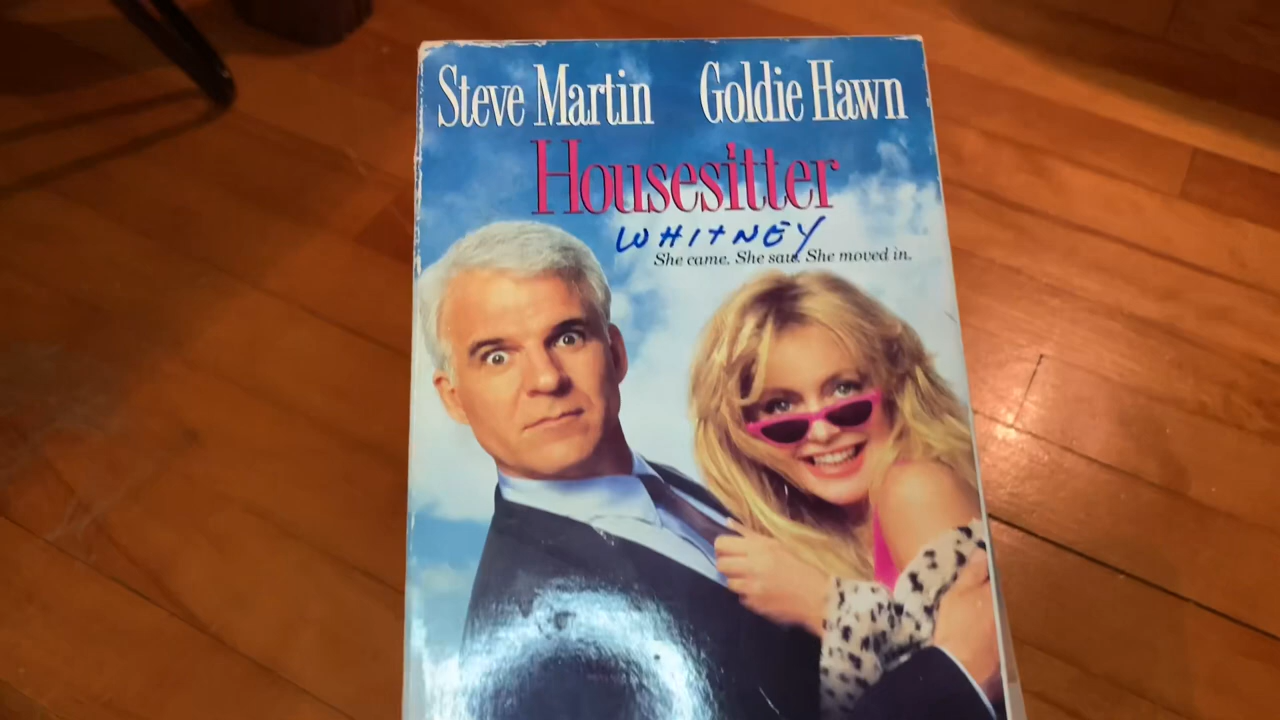 Steve Martin Goldie Hawn
Housesitter
WHITNEY
She came. She saw. She moved in.